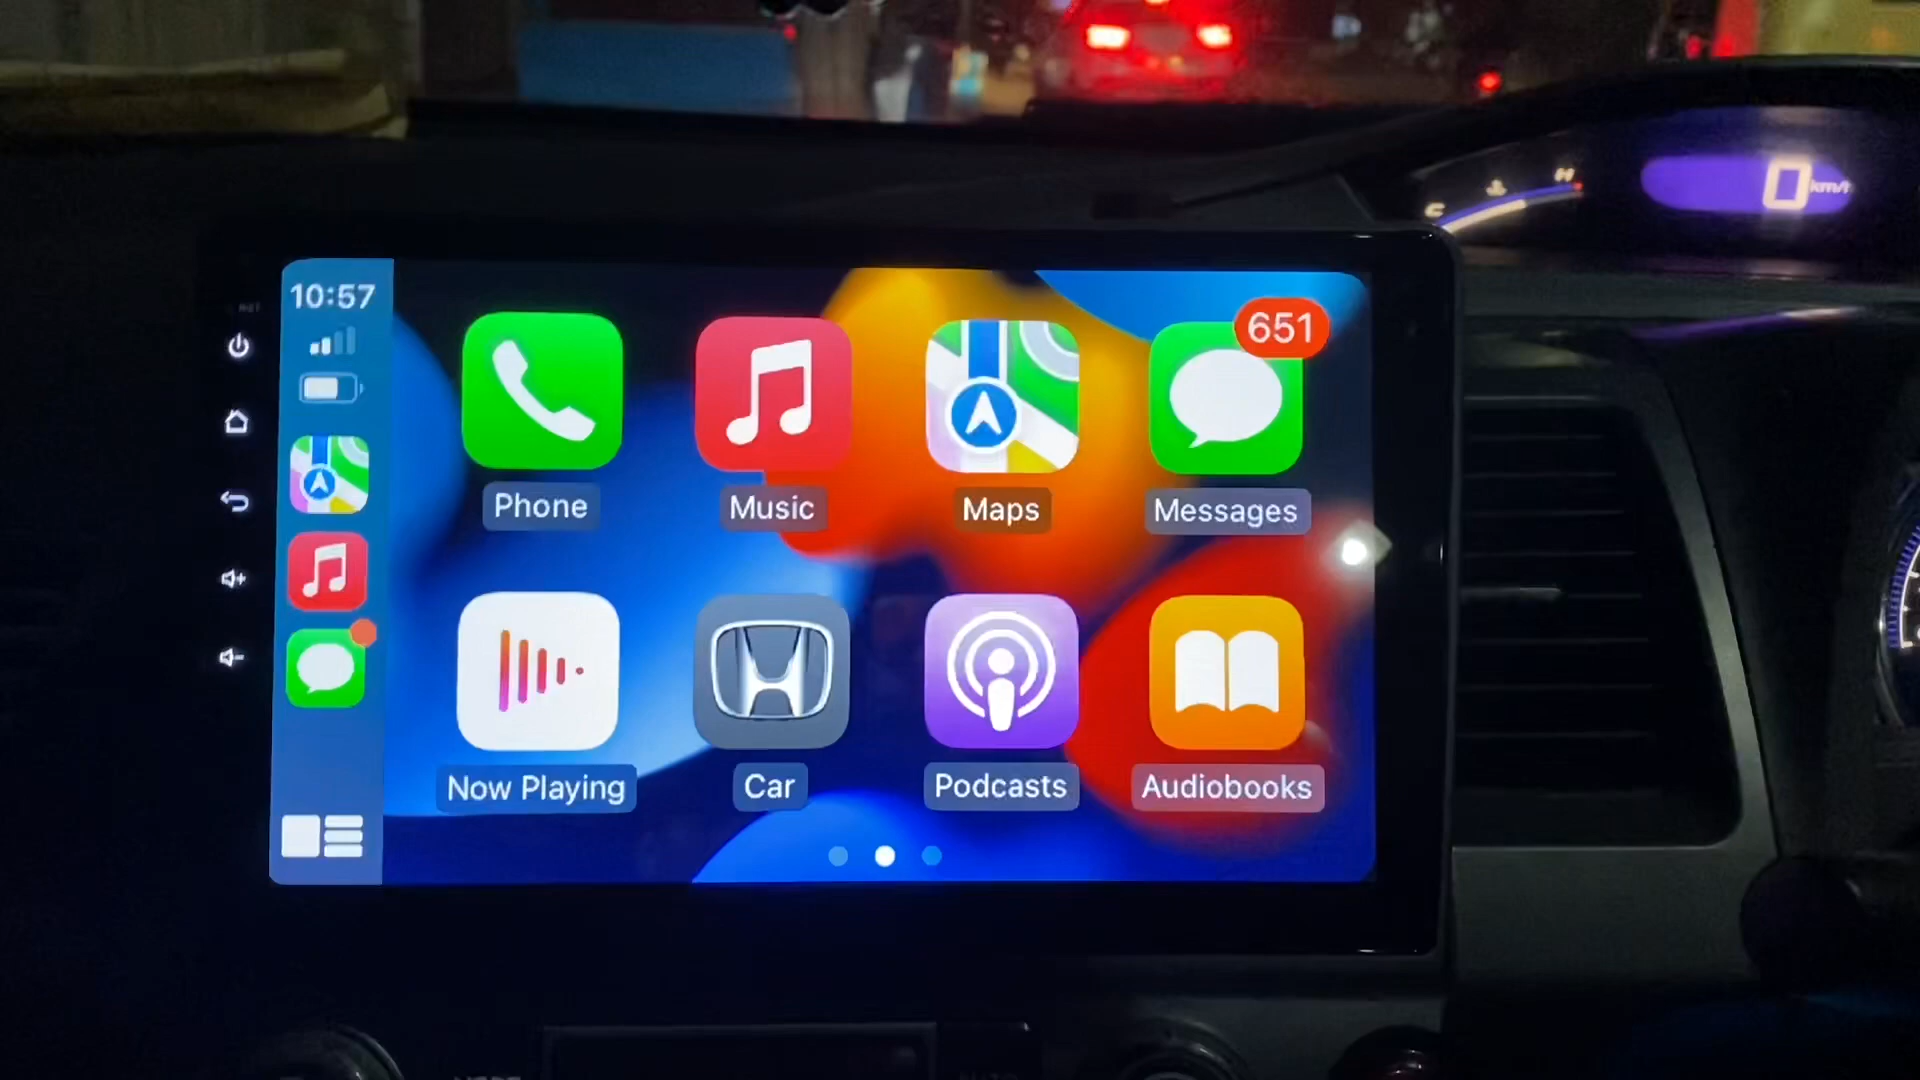 H
C
0 km/h
10:57
651
Phone
Music
Maps
Messages
Now Playing
Car
Podcasts
Audiobooks